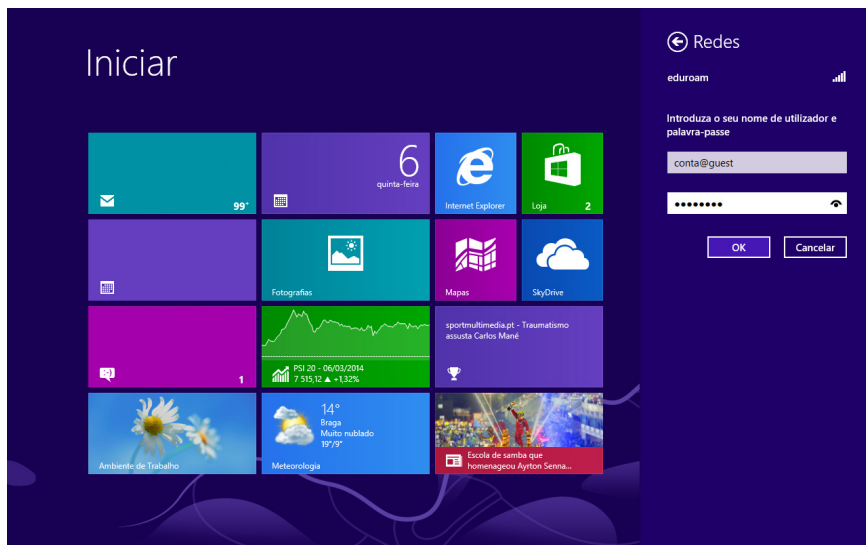 Iniciar
99+
6
quinta-feira
Internet Explorer
Loja 2
Fotografias
Mapas
SkyDrive
1
PSI 20 - 06/03/2014
7 515,12 ▲ +1,32%
sportmultimedia.pt - Traumatismo
assusta Carlos Mané
Ambiente de Trabalho
14°
Braga
Muito nublado
19°/9°
Meteorologia
Escola de samba que
homenageou Ayrton Senna...
Redes
eduroam
Introduza o seu nome de utilizador e
palavra-passe
conta@guest
OK
Cancelar